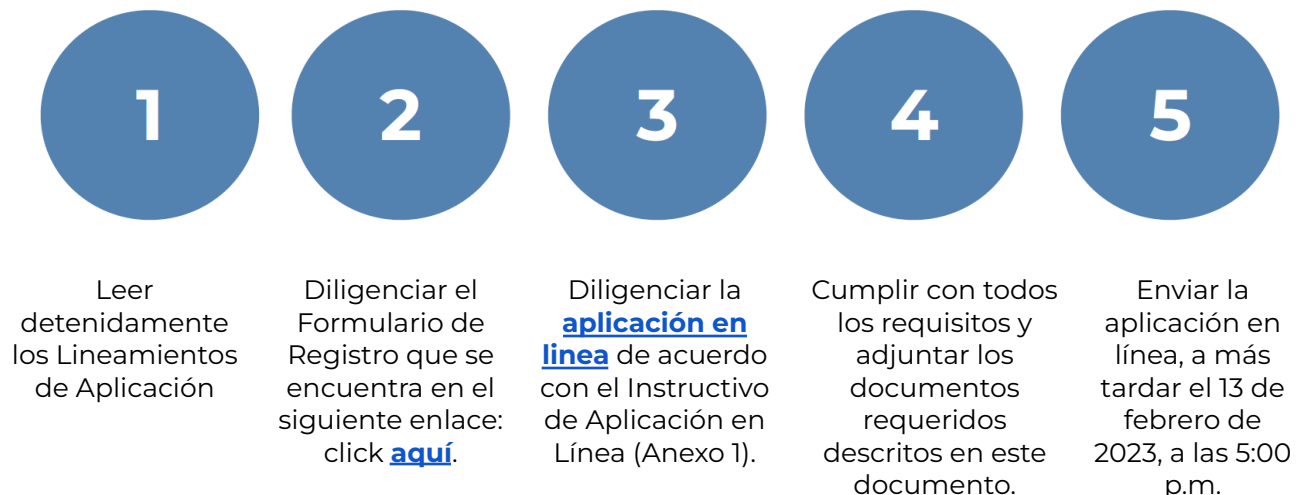 1
Leer
detenidamente
los Lineamientos
de Aplicación
2
Diligenciar el
Formulario de
Registro que se
encuentra en el
siguiente enlace:
click aquí.
3
Diligenciar la
aplicación en
linea de acuerdo
con el Instructivo
de Aplicación en
Línea (Anexo 1).
4
Cumplir con todos
los requisitos y
adjuntar los
documentos
requeridos
descritos en este
documento.
5
Enviar la
aplicación en
línea, a más
tardar el 13 de
febrero de
2023, a las 5:00
p.m.